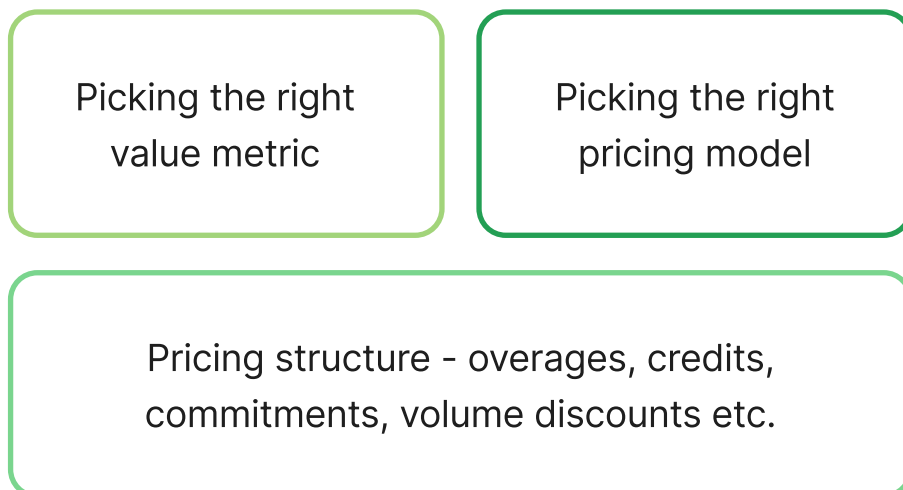 Picking the right
value metric
Picking the right
pricing model
Pricing structure - overages, credits,
commitments, volume discounts etc.